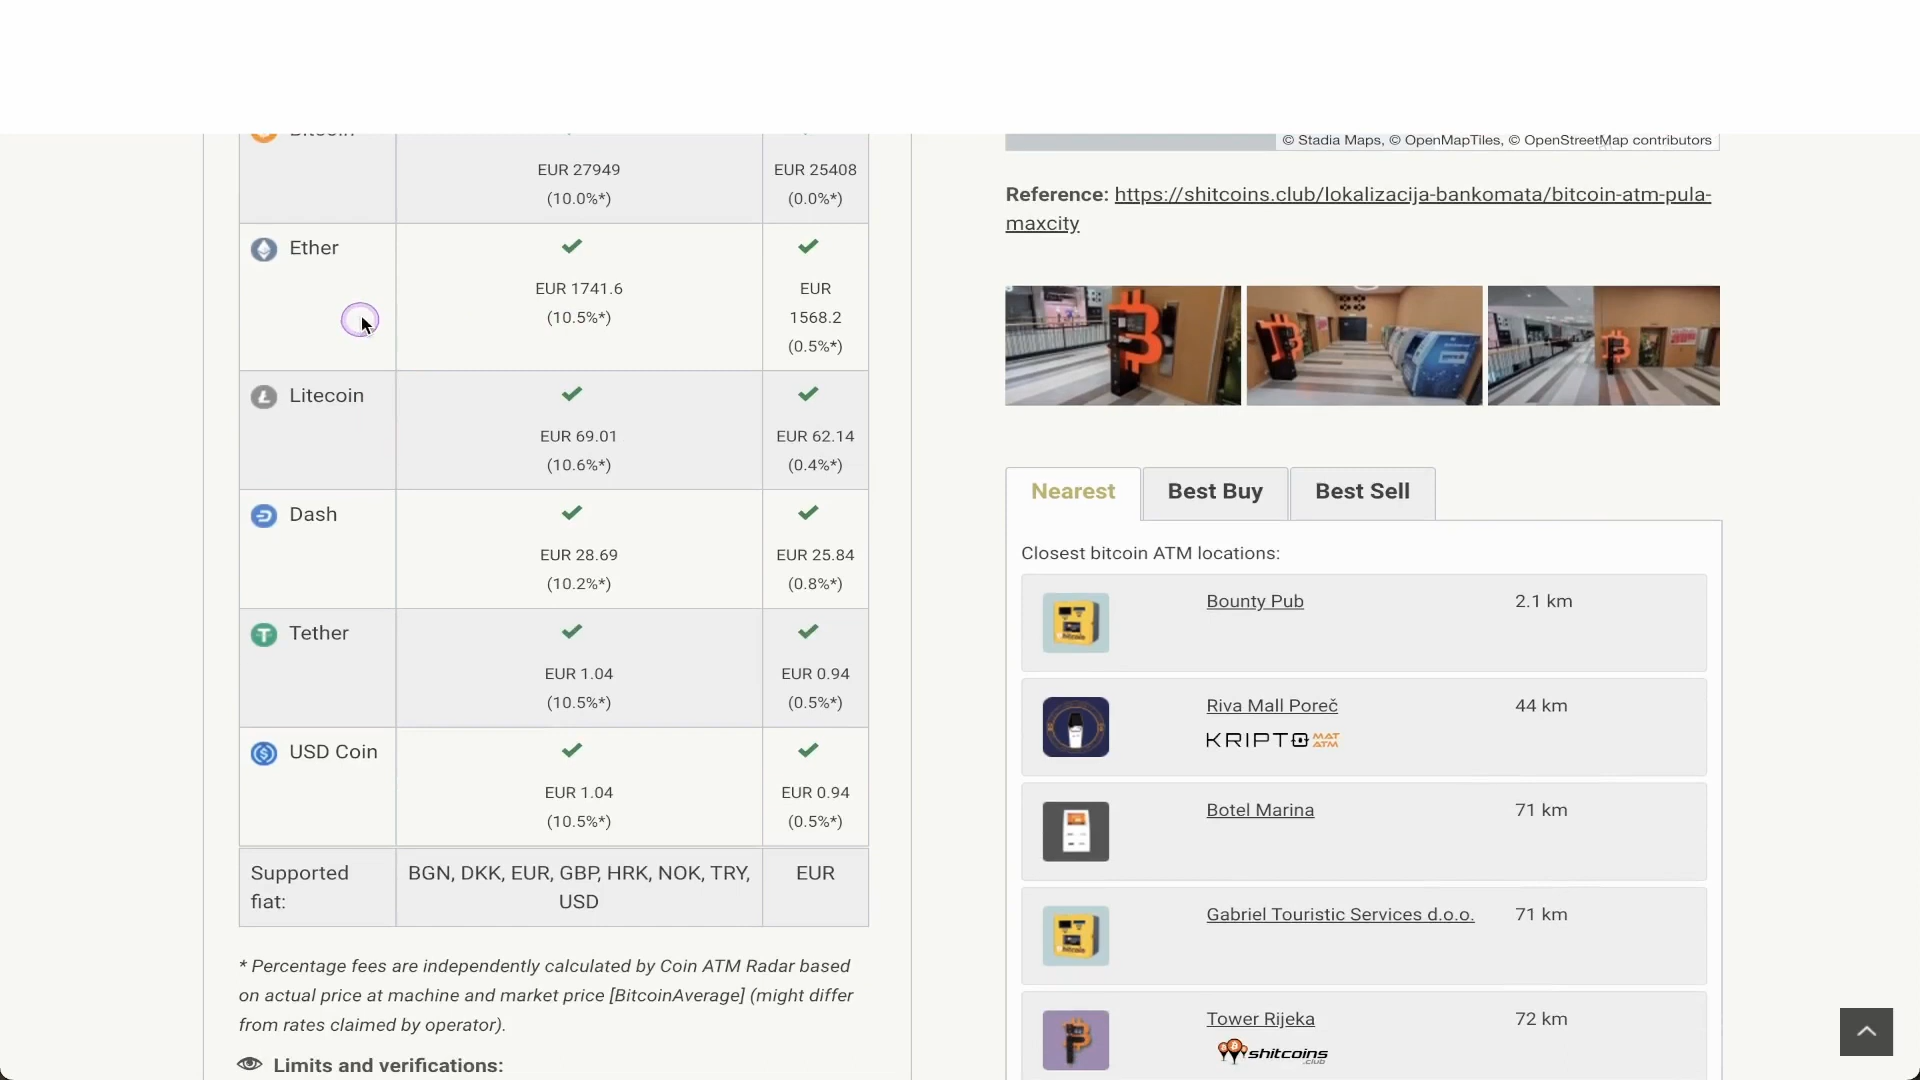 Bitcoin
EUR 27949
(10.0%*)
EUR 25408
(0.0%*)
Ether
EUR 1741.6
(10.5%*)
EUR
1568.2
(0.5%*)
Litecoin
EUR 69.01
(10.6%*)
EUR 62.14
(0.4%*)
Dash
EUR 28.69
(10.2%*)
EUR 25.84
(0.8%*)
Tether
EUR 1.04
(10.5%*)
EUR 0.94
(0.5%*)
USD Coin
EUR 1.04
(10.5%*)
EUR 0.94
(0.5%*)
Supported
fiat:
BGN, DKK, EUR, GBP, HRK, NOK, TRY,
USD
EUR
* Percentage fees are independently calculated by Coin ATM Radar based
on actual price at machine and market price [BitcoinAverage] (might differ
from rates claimed by operator).
Limits and verifications:
© Stadia Maps, © OpenMapTiles, © OpenStreetMap contributors
Reference: https://shitcoins.club/lokalizacija-bankomata/bitcoin-atm-pula-
maxcity
Nearest
Best Buy
Best Sell
Closest bitcoin ATM locations:
Bounty Pub
2.1 km
Riva Mall Poreč
44 km
KRIPTOMAT ATM
Botel Marina
71 km
Gabriel Touristic Services d.o.o.
71 km
Tower Rijeka
72 km
shitcoins.club